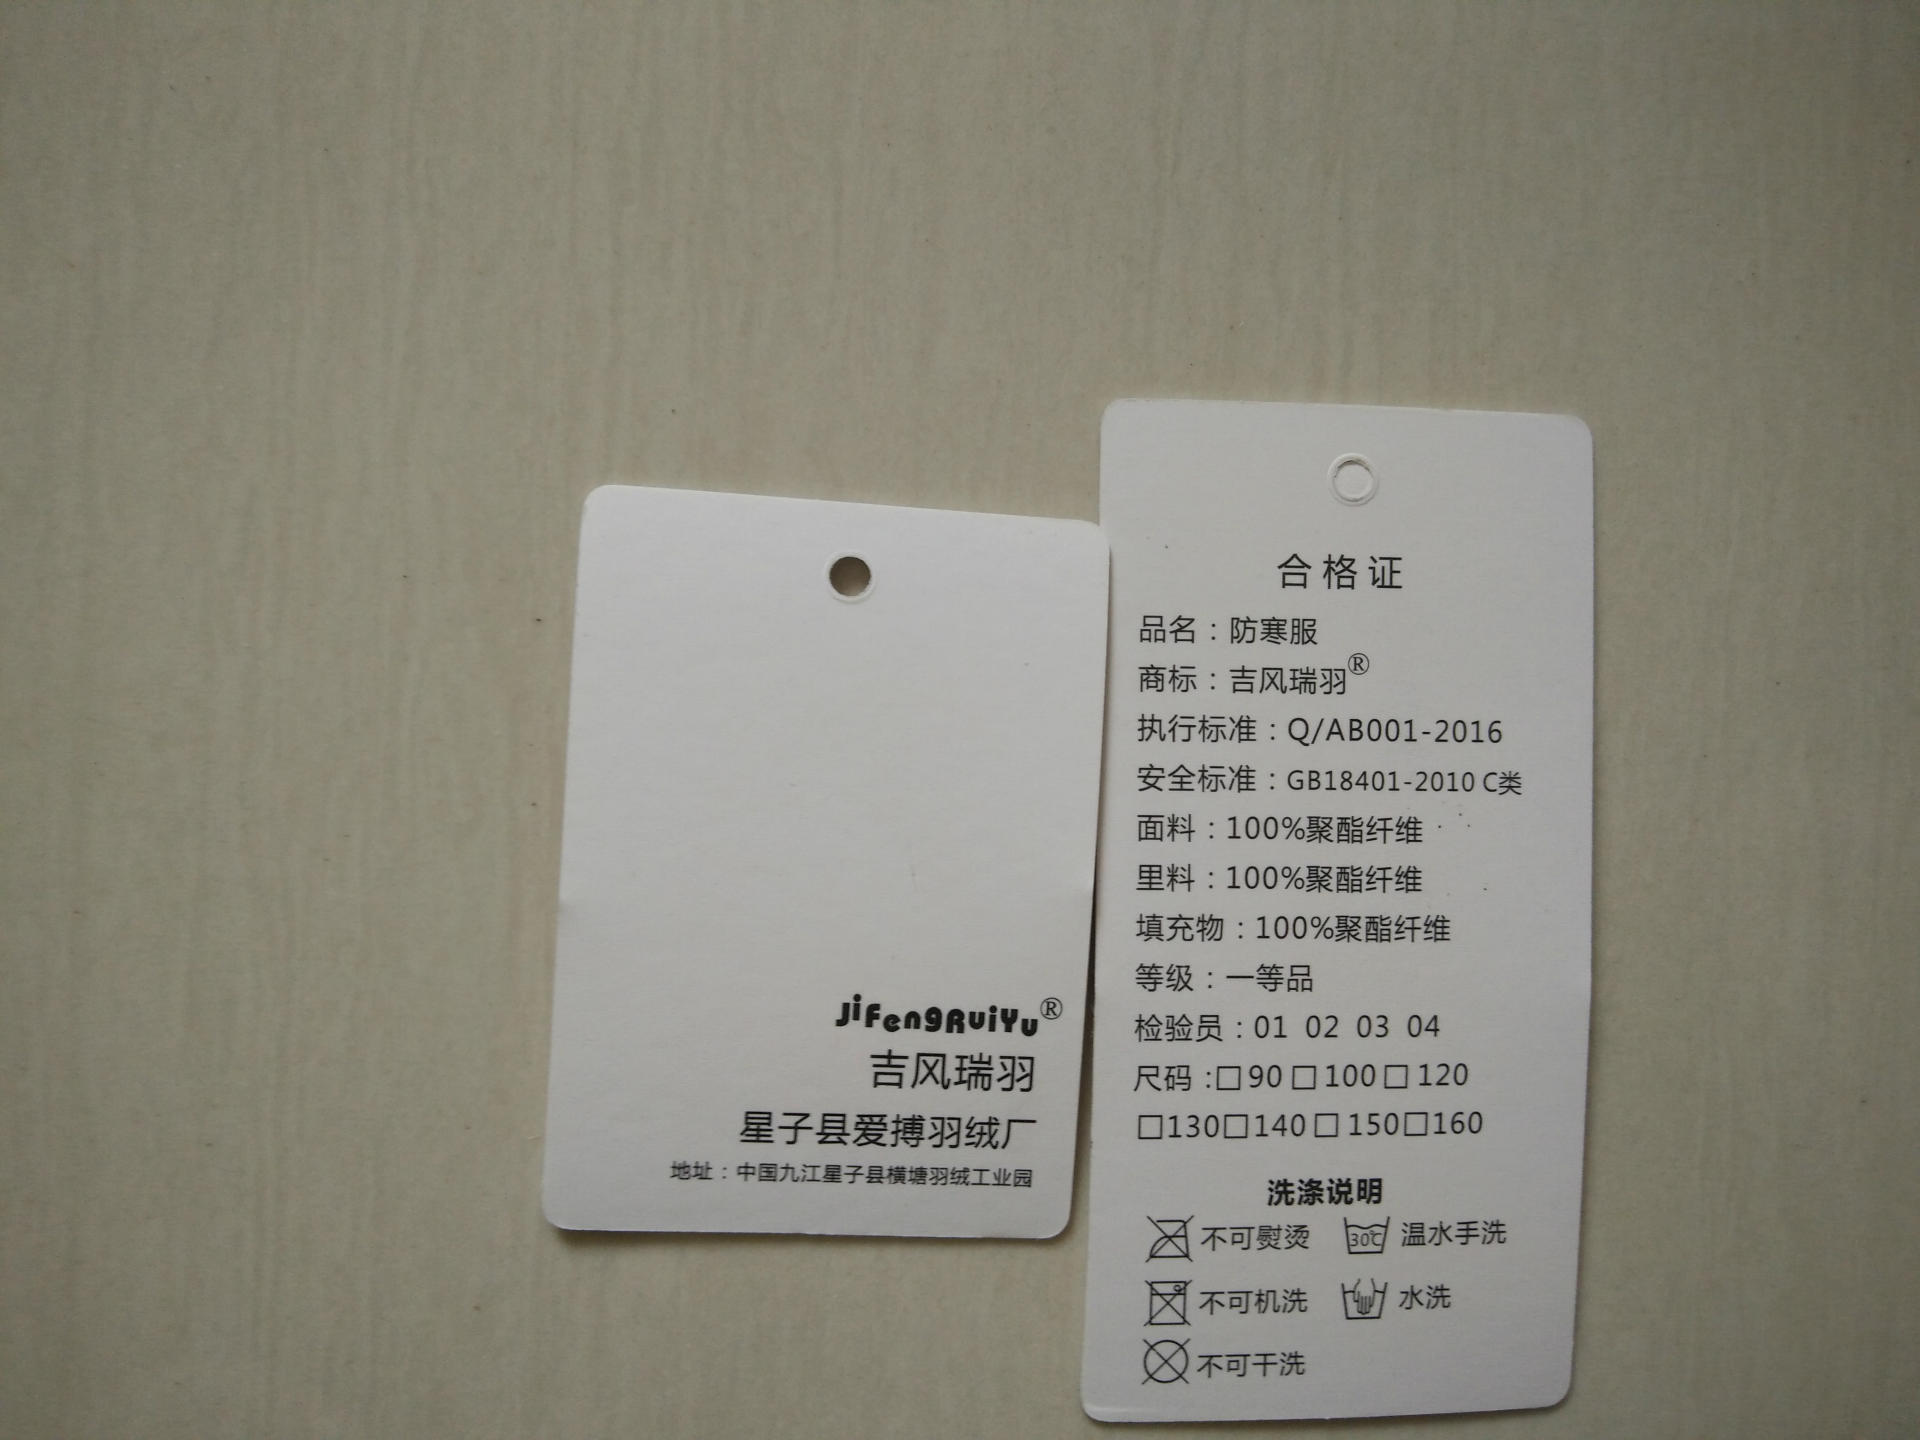 JiFengRuiYu®
吉风瑞羽
星子县爱搏羽绒厂
地址：中国九江星子县横塘羽绒工业园
合格证
品名：防寒服
商标：吉风瑞羽®
执行标准：Q/AB001-2016
安全标准：GB18401-2010 C类
面料：100%聚酯纤维
里料：100%聚酯纤维
填充物：100%聚酯纤维
等级：一等品
检验员：01 02 03 04
尺码：□90□100□120
□130□140□150□160
洗涤说明
不可熨烫 30℃ 温水手洗
不可机洗 水洗
不可干洗